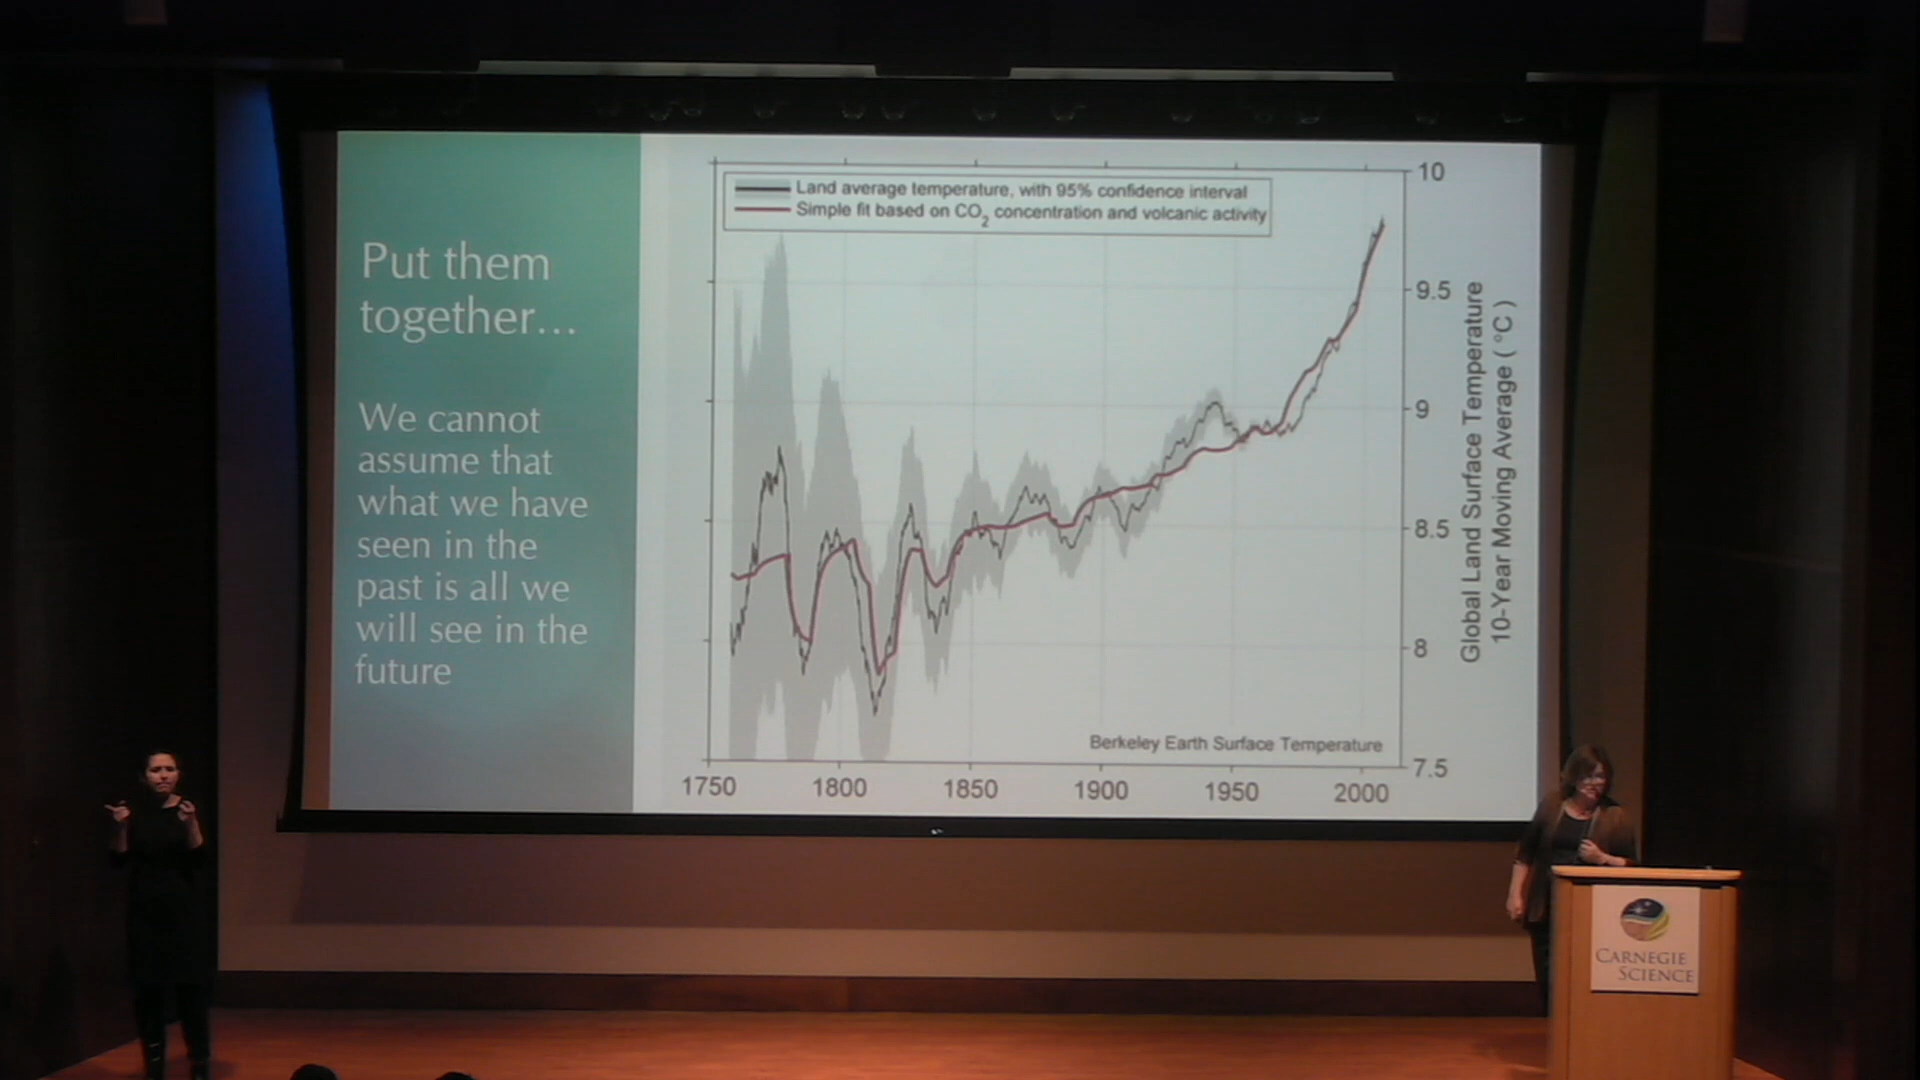 Put them
together...
We cannot
assume that
what we have
seen in the
past is all we
will see in the
future
Land average temperature, with 95% confidence interval
Simple fit based on CO2 concentration and volcanic activity
10
9.5
9
8.5
8
7.5
Global Land Surface Temperature
10-Year Moving Average ( °C )
Berkeley Earth Surface Temperature
1750 1800 1850 1900 1950 2000
CARNEGIE
SCIENCE